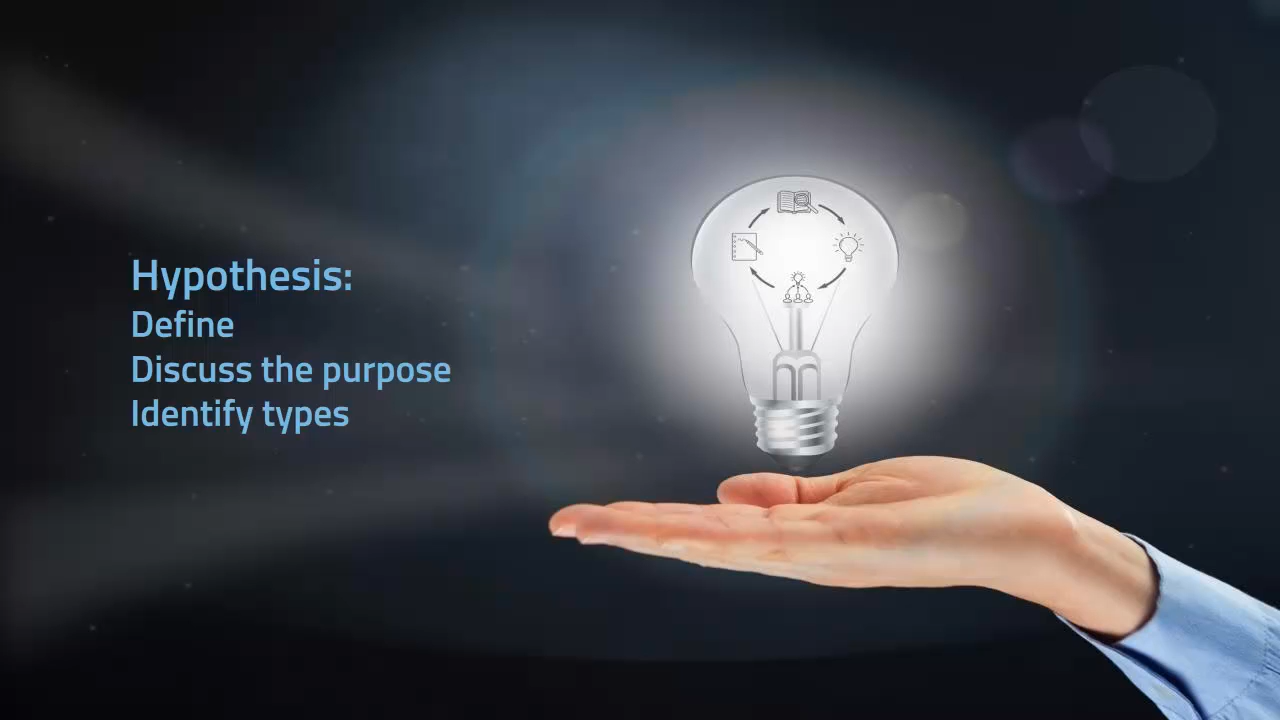 Hypothesis:
Define
Discuss the purpose
Identify types